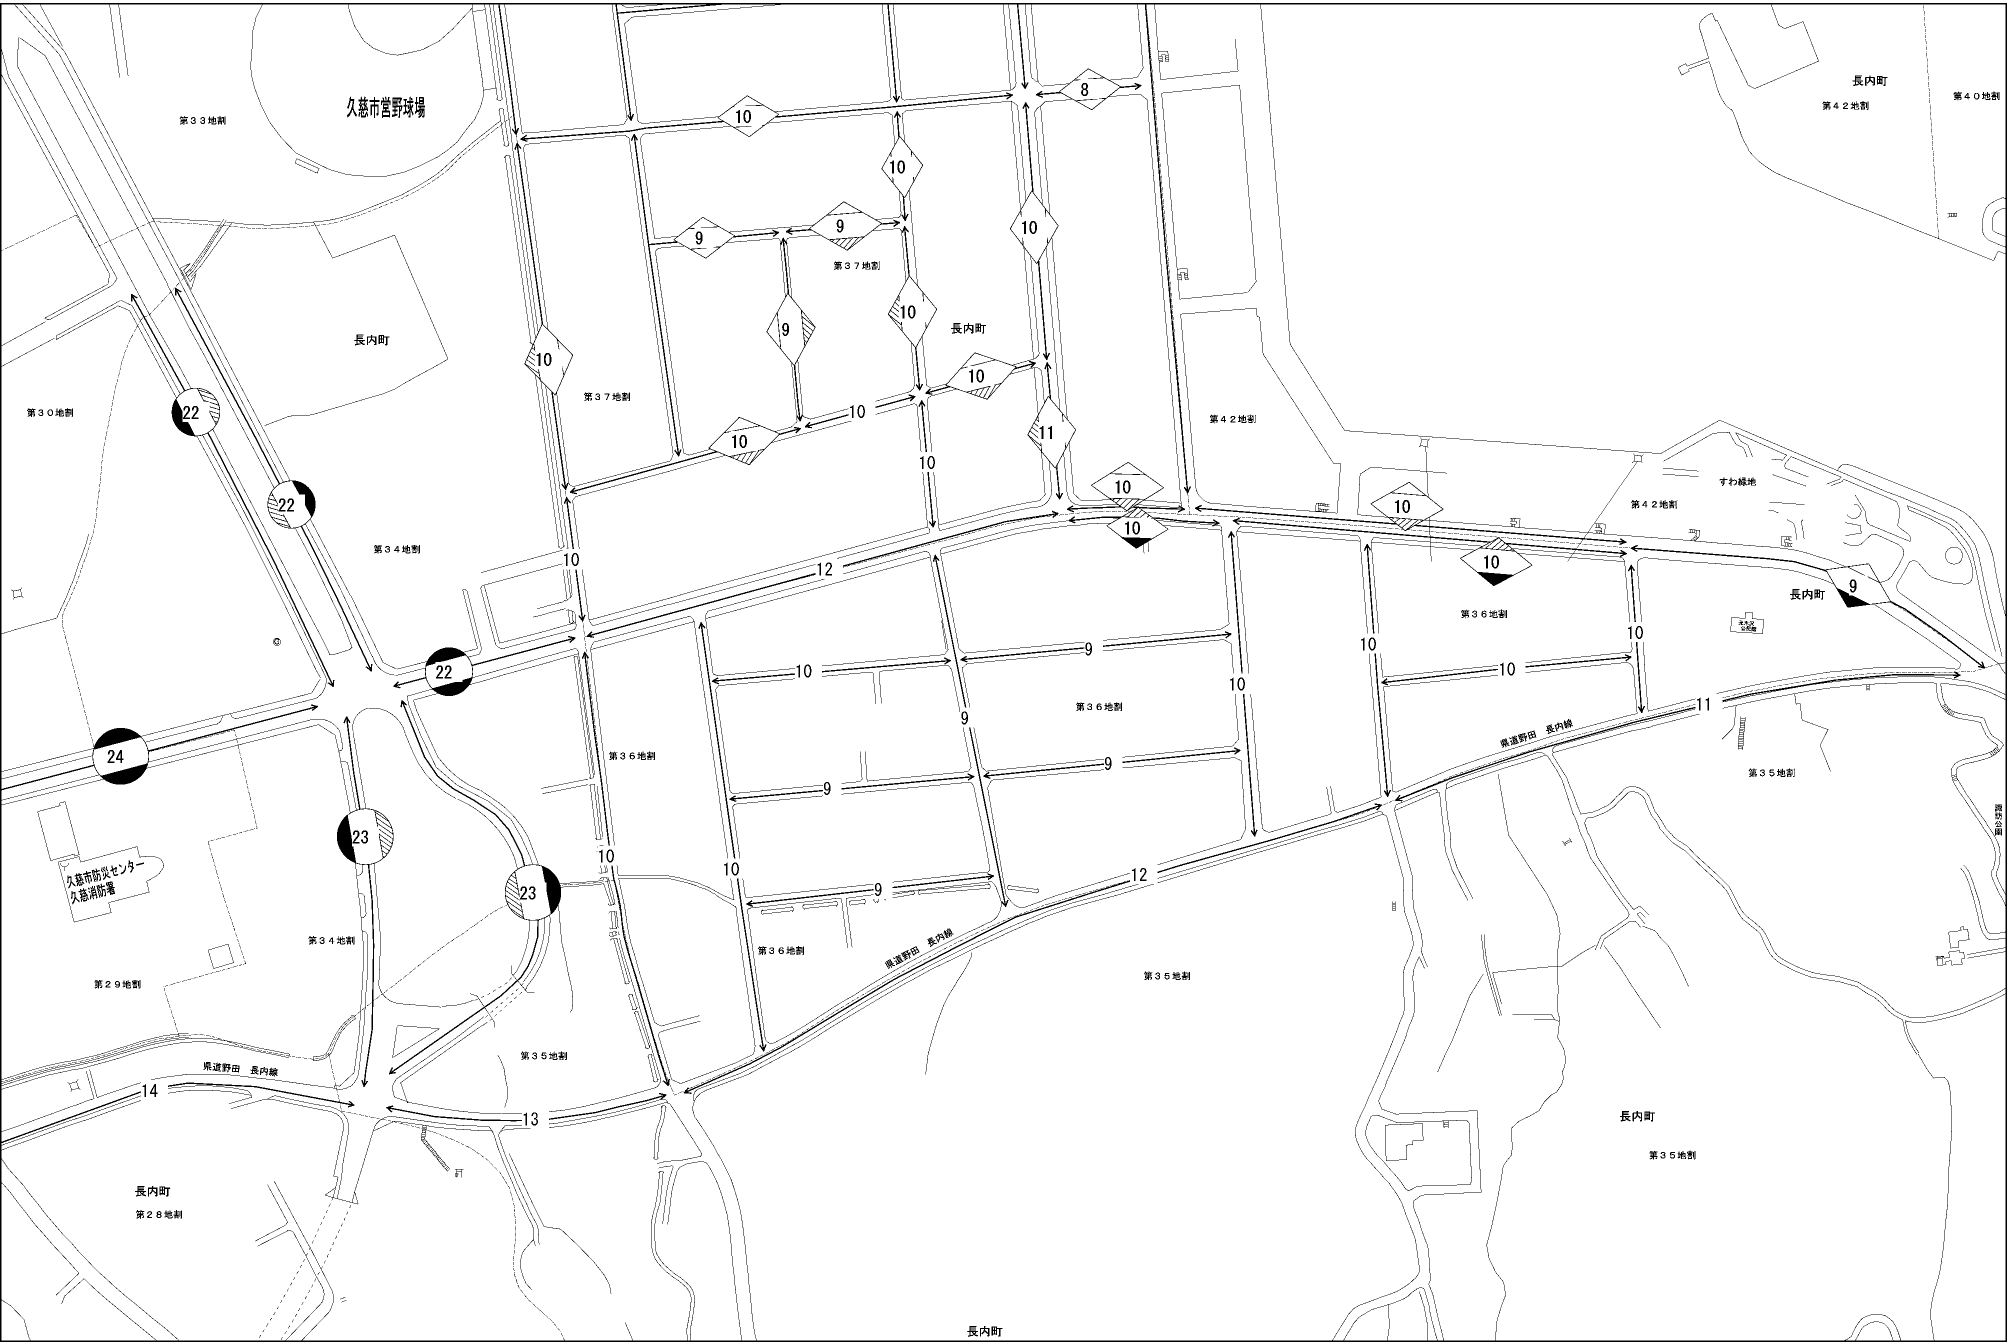 長内町
第４２地割
第４０地割
久慈市営野球場
第３３地割
8
10
10
10
9
9
第３７地割
10
9
10
長内町
長内町
10
第３７地割
10
第３０地割
22
10
10
11
第４２地割
10
10
すわ緑地
第４２地割
10
22
10
10
第３４地割
10
12
10
9
長内町
第３６地割
10
10
9
22
10
10
10
9
第３６地割
11
県道野田 長内線
24
第３６地割
9
9
第３５地割
諏訪公園
23
10
10
12
9
23
久慈市防災センター
久慈消防署
第３４地割
第３６地割
県道野田 長内線
第３５地割
第２９地割
第３５地割
県道野田 長内線
14
13
長内町
第３５地割
長内町
第２８地割
長内町